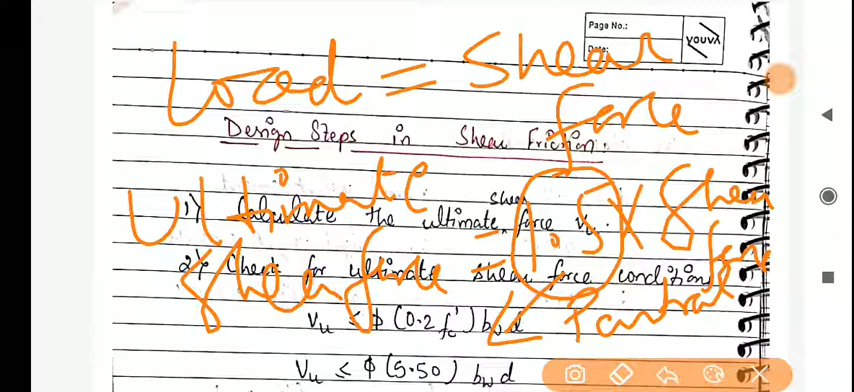 Page No.:
Date:
YOUVA
Load = Shear
force
Design Steps in Shear Friction.
Ultimate
1) Calculate the ultimate shear force Vu.
= 1.5 X Shear
force
2) Check for ultimate shear force condition
Shear force =
Partial
Vu ≤ Φ (0.2 fc') bw d
Vu ≤ Φ (5.50) bw d